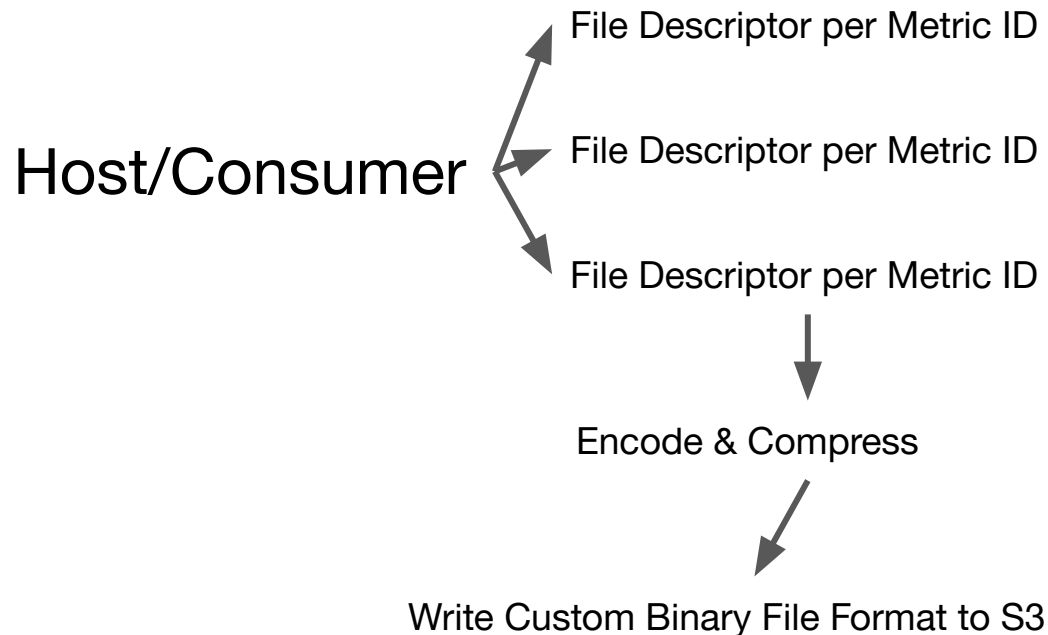 File Descriptor per Metric ID
Host/Consumer
File Descriptor per Metric ID
File Descriptor per Metric ID
Encode & Compress
Write Custom Binary File Format to S3